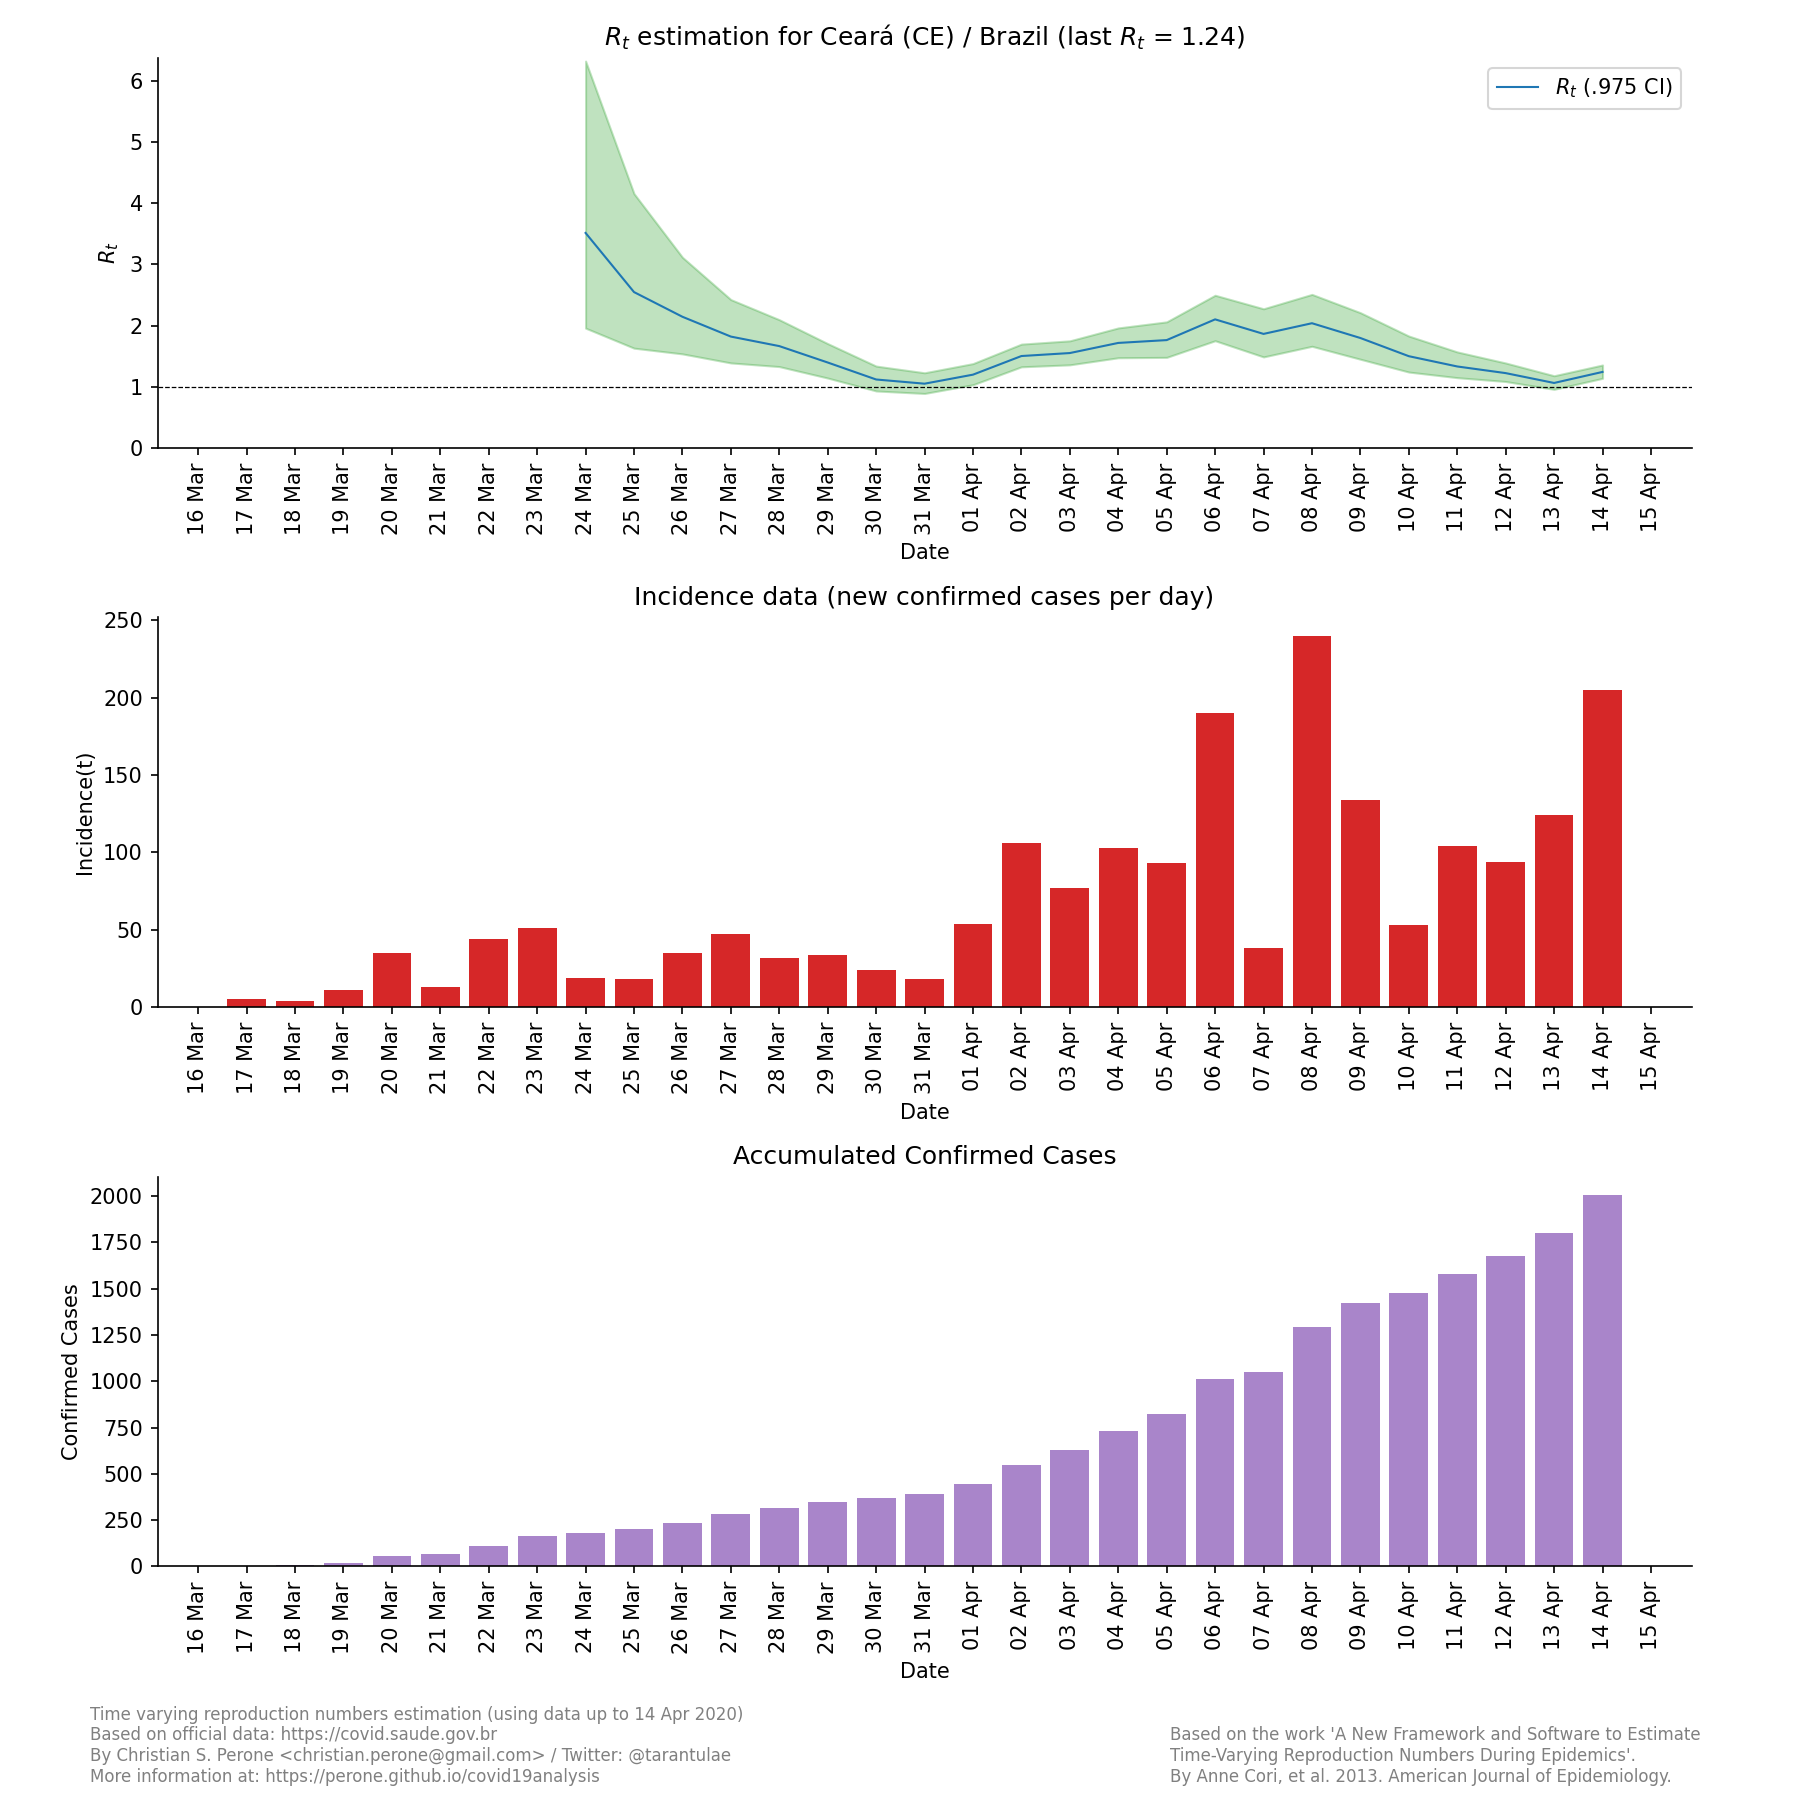 Rt estimation for Ceará (CE) / Brazil (last Rt = 1.24)
Rt (.975 CI)
Rt
6
5
4
3
2
1
0
16 Mar 17 Mar 18 Mar 19 Mar 20 Mar 21 Mar 22 Mar 23 Mar 24 Mar 25 Mar 26 Mar 27 Mar 28 Mar 29 Mar 30 Mar 31 Mar 01 Apr 02 Apr 03 Apr 04 Apr 05 Apr 06 Apr 07 Apr 08 Apr 09 Apr 10 Apr 11 Apr 12 Apr 13 Apr 14 Apr 15 Apr
Date
Incidence data (new confirmed cases per day)
Incidence(t)
250
200
150
100
50
0
16 Mar 17 Mar 18 Mar 19 Mar 20 Mar 21 Mar 22 Mar 23 Mar 24 Mar 25 Mar 26 Mar 27 Mar 28 Mar 29 Mar 30 Mar 31 Mar 01 Apr 02 Apr 03 Apr 04 Apr 05 Apr 06 Apr 07 Apr 08 Apr 09 Apr 10 Apr 11 Apr 12 Apr 13 Apr 14 Apr 15 Apr
Date
Accumulated Confirmed Cases
Confirmed Cases
2000
1750
1500
1250
1000
750
500
250
0
16 Mar 17 Mar 18 Mar 19 Mar 20 Mar 21 Mar 22 Mar 23 Mar 24 Mar 25 Mar 26 Mar 27 Mar 28 Mar 29 Mar 30 Mar 31 Mar 01 Apr 02 Apr 03 Apr 04 Apr 05 Apr 06 Apr 07 Apr 08 Apr 09 Apr 10 Apr 11 Apr 12 Apr 13 Apr 14 Apr 15 Apr
Date
Time varying reproduction numbers estimation (using data up to 14 Apr 2020)
Based on official data: https://covid.saude.gov.br
By Christian S. Perone <christian.perone@gmail.com> / Twitter: @tarantulae
More information at: https://perone.github.io/covid19analysis
Based on the work 'A New Framework and Software to Estimate
Time-Varying Reproduction Numbers During Epidemics'.
By Anne Cori, et al. 2013. American Journal of Epidemiology.